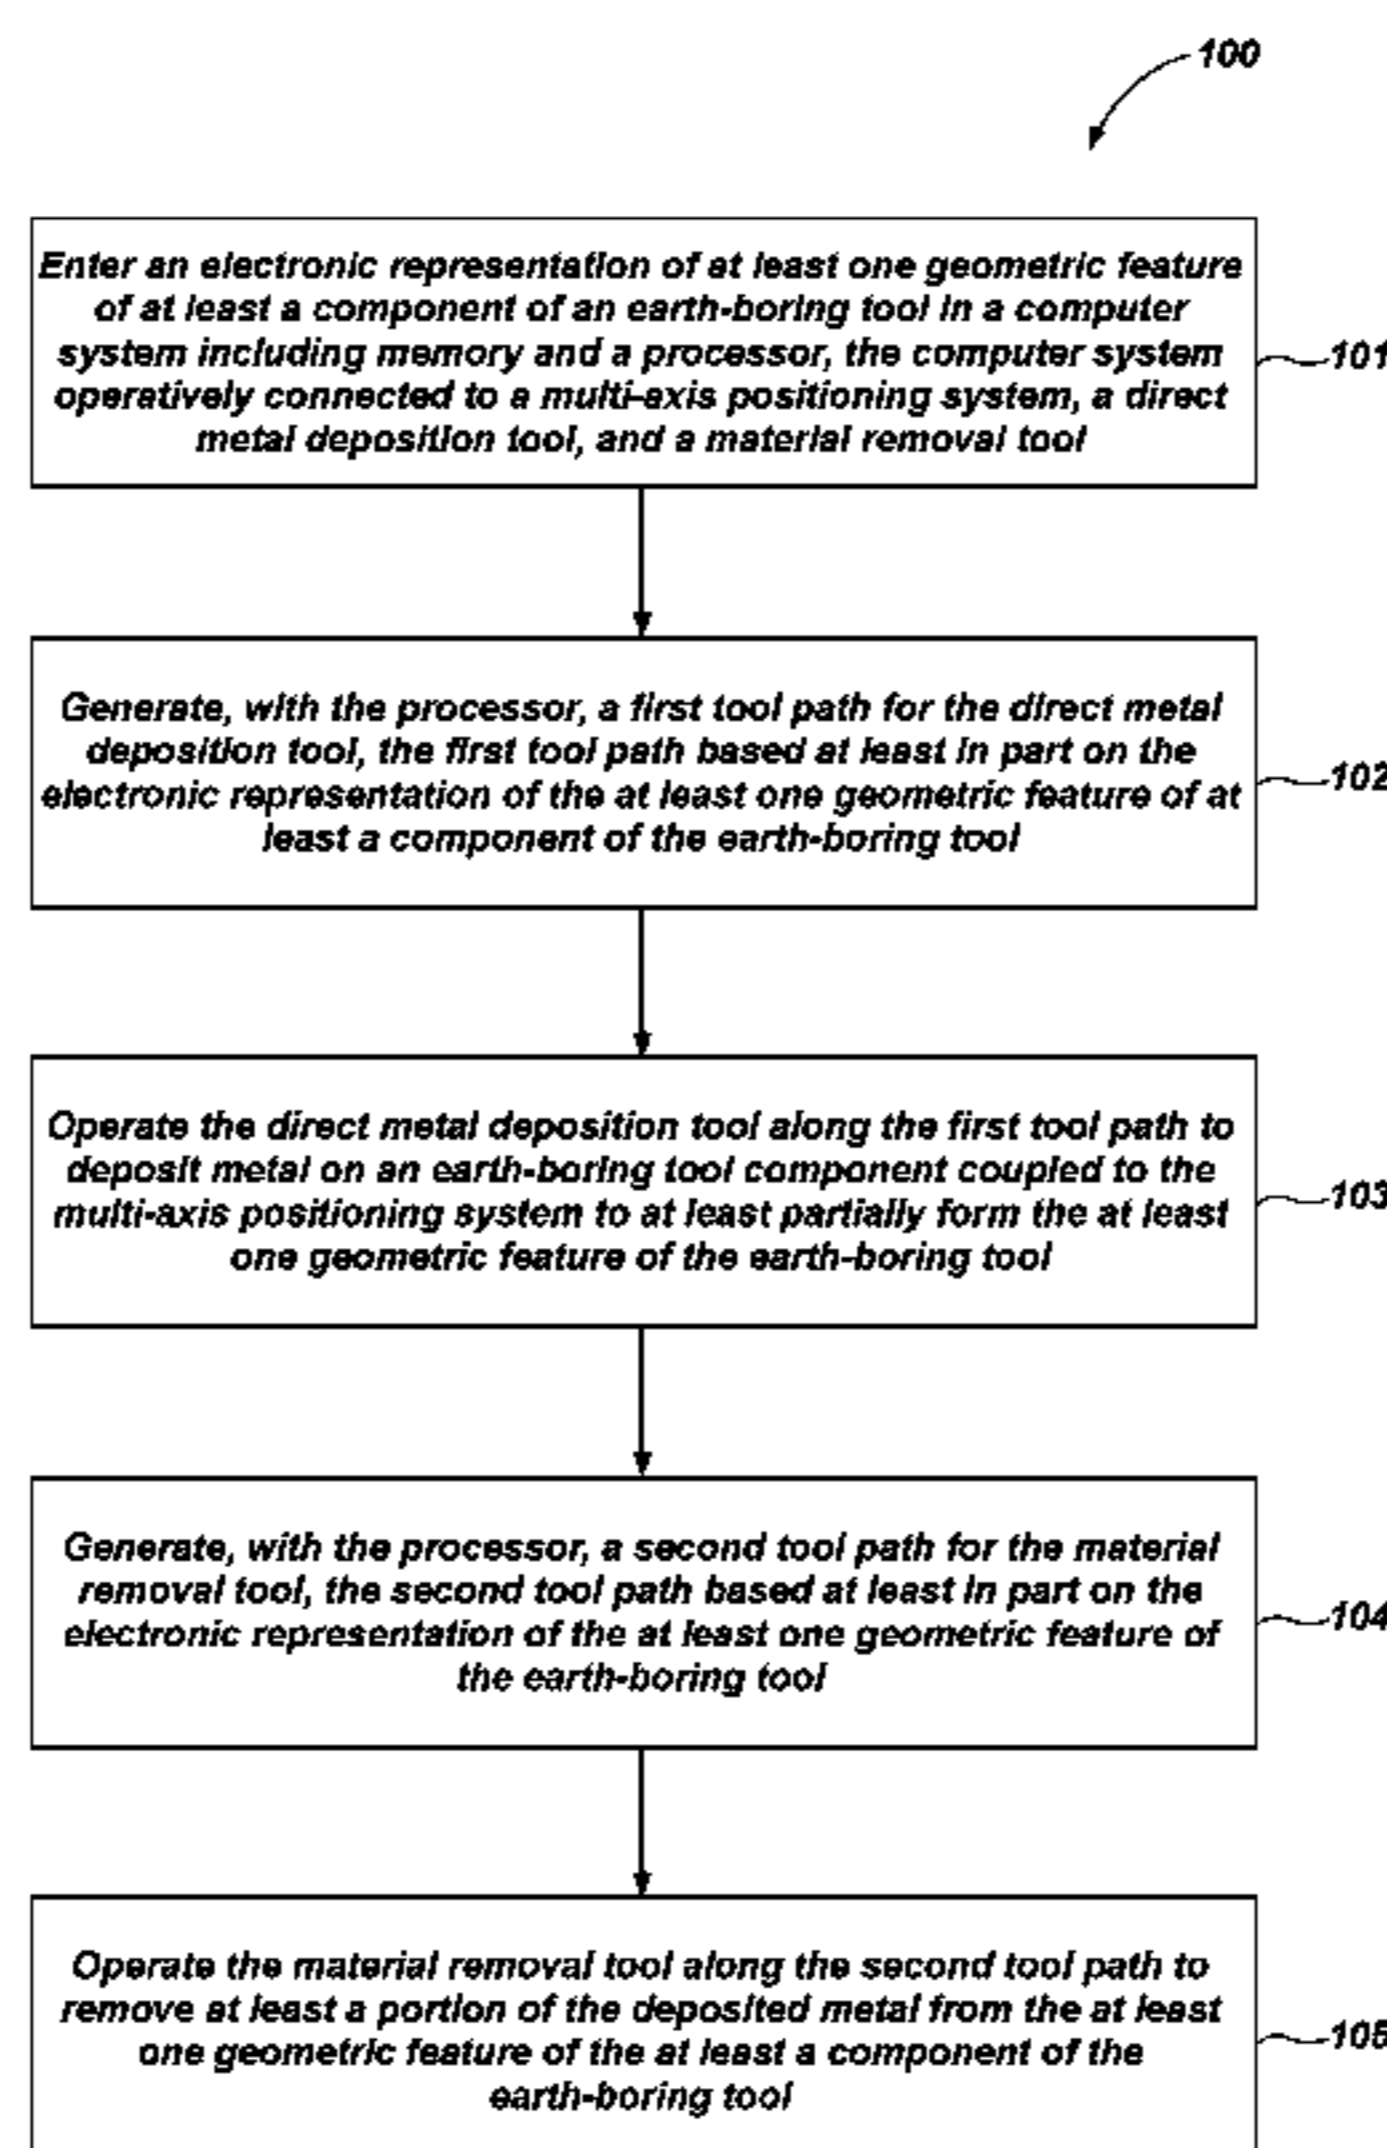 100
Enter an electronic representation of at least one geometric feature
of at least a component of an earth-boring tool in a computer
system including memory and a processor, the computer system
operatively connected to a multi-axis positioning system, a direct
metal deposition tool, and a material removal tool
101
Generate, with the processor, a first tool path for the direct metal
deposition tool, the first tool path based at least in part on the
electronic representation of the at least one geometric feature of at
least a component of the earth-boring tool
102
Operate the direct metal deposition tool along the first tool path to
deposit metal on an earth-boring tool component coupled to the
multi-axis positioning system to at least partially form the at least
one geometric feature of the earth-boring tool
103
Generate, with the processor, a second tool path for the material
removal tool, the second tool path based at least in part on the
electronic representation of the at least one geometric feature of
the earth-boring tool
104
Operate the material removal tool along the second tool path to
remove at least a portion of the deposited metal from the at least
one geometric feature of the at least a component of the
earth-boring tool
105